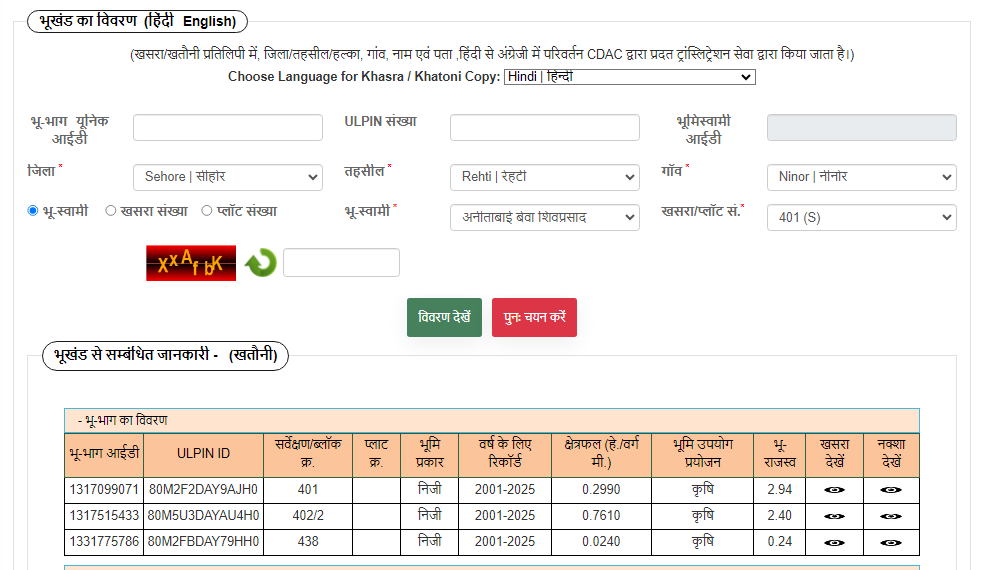 भूखंड का विवरण (हिंदी English)
(खसरा/खतौनी प्रतिलिपी में, जिला/तहसील/हल्का, गांव, नाम एवं पता ,हिंदी से अंग्रेजी में परिवर्तन CDAC द्वारा प्रदत ट्रांस्लिट्रेशन सेवा द्वारा किया जाता है।)
Choose Language for Khasra / Khatoni Copy: Hindi | हिन्दी
भू-भाग यूनिक आईडी ULPIN संख्या भूमिस्वामी आईडी
जिला * Sehore | सीहोर तहसील * Rehti | रेहटी गाँव * Ninor | नीनोर
भू-स्वामी खसरा संख्या प्लॉट संख्या भू-स्वामी * अनीताबाई बेवा शिवप्रसाद खसरा/प्लॉट सं.* 401 (S)
XXAfbK
विवरण देखें पुनः चयन करें
भूखंड से सम्बंधित जानकारी - (खतौनी)
- भू-भाग का विवरण
भू-भाग आईडी ULPIN ID सर्वेक्षण/ब्लॉक क्र. प्लाट क्र. भूमि प्रकार वर्ष के लिए रिकॉर्ड क्षेत्रफल (हे./वर्ग मी.) भूमि उपयोग प्रयोजन भू-राजस्व खसरा देखें नक्शा देखें
1317099071 80M2F2DAY9AJH0 401 निजी 2001-2025 0.2990 कृषि 2.94
1317515433 80M5U3DAYAU4H0 402/2 निजी 2001-2025 0.7610 कृषि 2.40
1331775786 80M2FBDAY79HH0 438 निजी 2001-2025 0.0240 कृषि 0.24